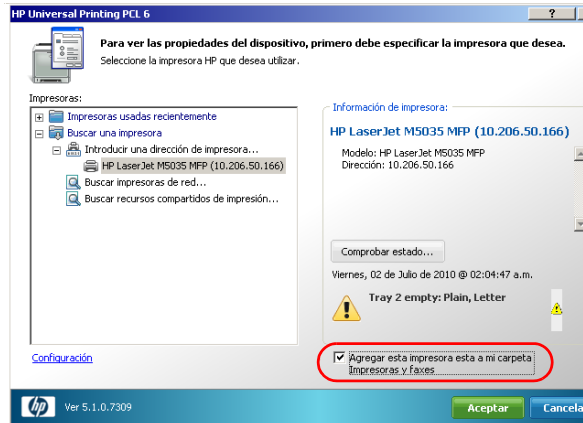 HP Universal Printing PCL 6
?
Para ver las propiedades del dispositivo, primero debe especificar la impresora que desea.
Seleccione la impresora HP que desea utilizar.
Impresoras:
Impresoras usadas recientemente
Buscar una impresora
Introducir una dirección de impresora...
HP LaserJet M5035 MFP (10.206.50.166)
Buscar impresoras de red...
Buscar recursos compartidos de impresión...
Información de impresora:
HP LaserJet M5035 MFP (10.206.50.166)
Modelo: HP LaserJet M5035 MFP
Dirección: 10.206.50.166
Comprobar estado...
Viernes, 02 de Julio de 2010 @ 02:04:47 a.m.
Tray 2 empty: Plain, Letter
Configuración
Agregar esta impresora esta a mi carpeta
Impresoras y faxes
hp
Ver 5.1.0.7309
Aceptar
Cancela